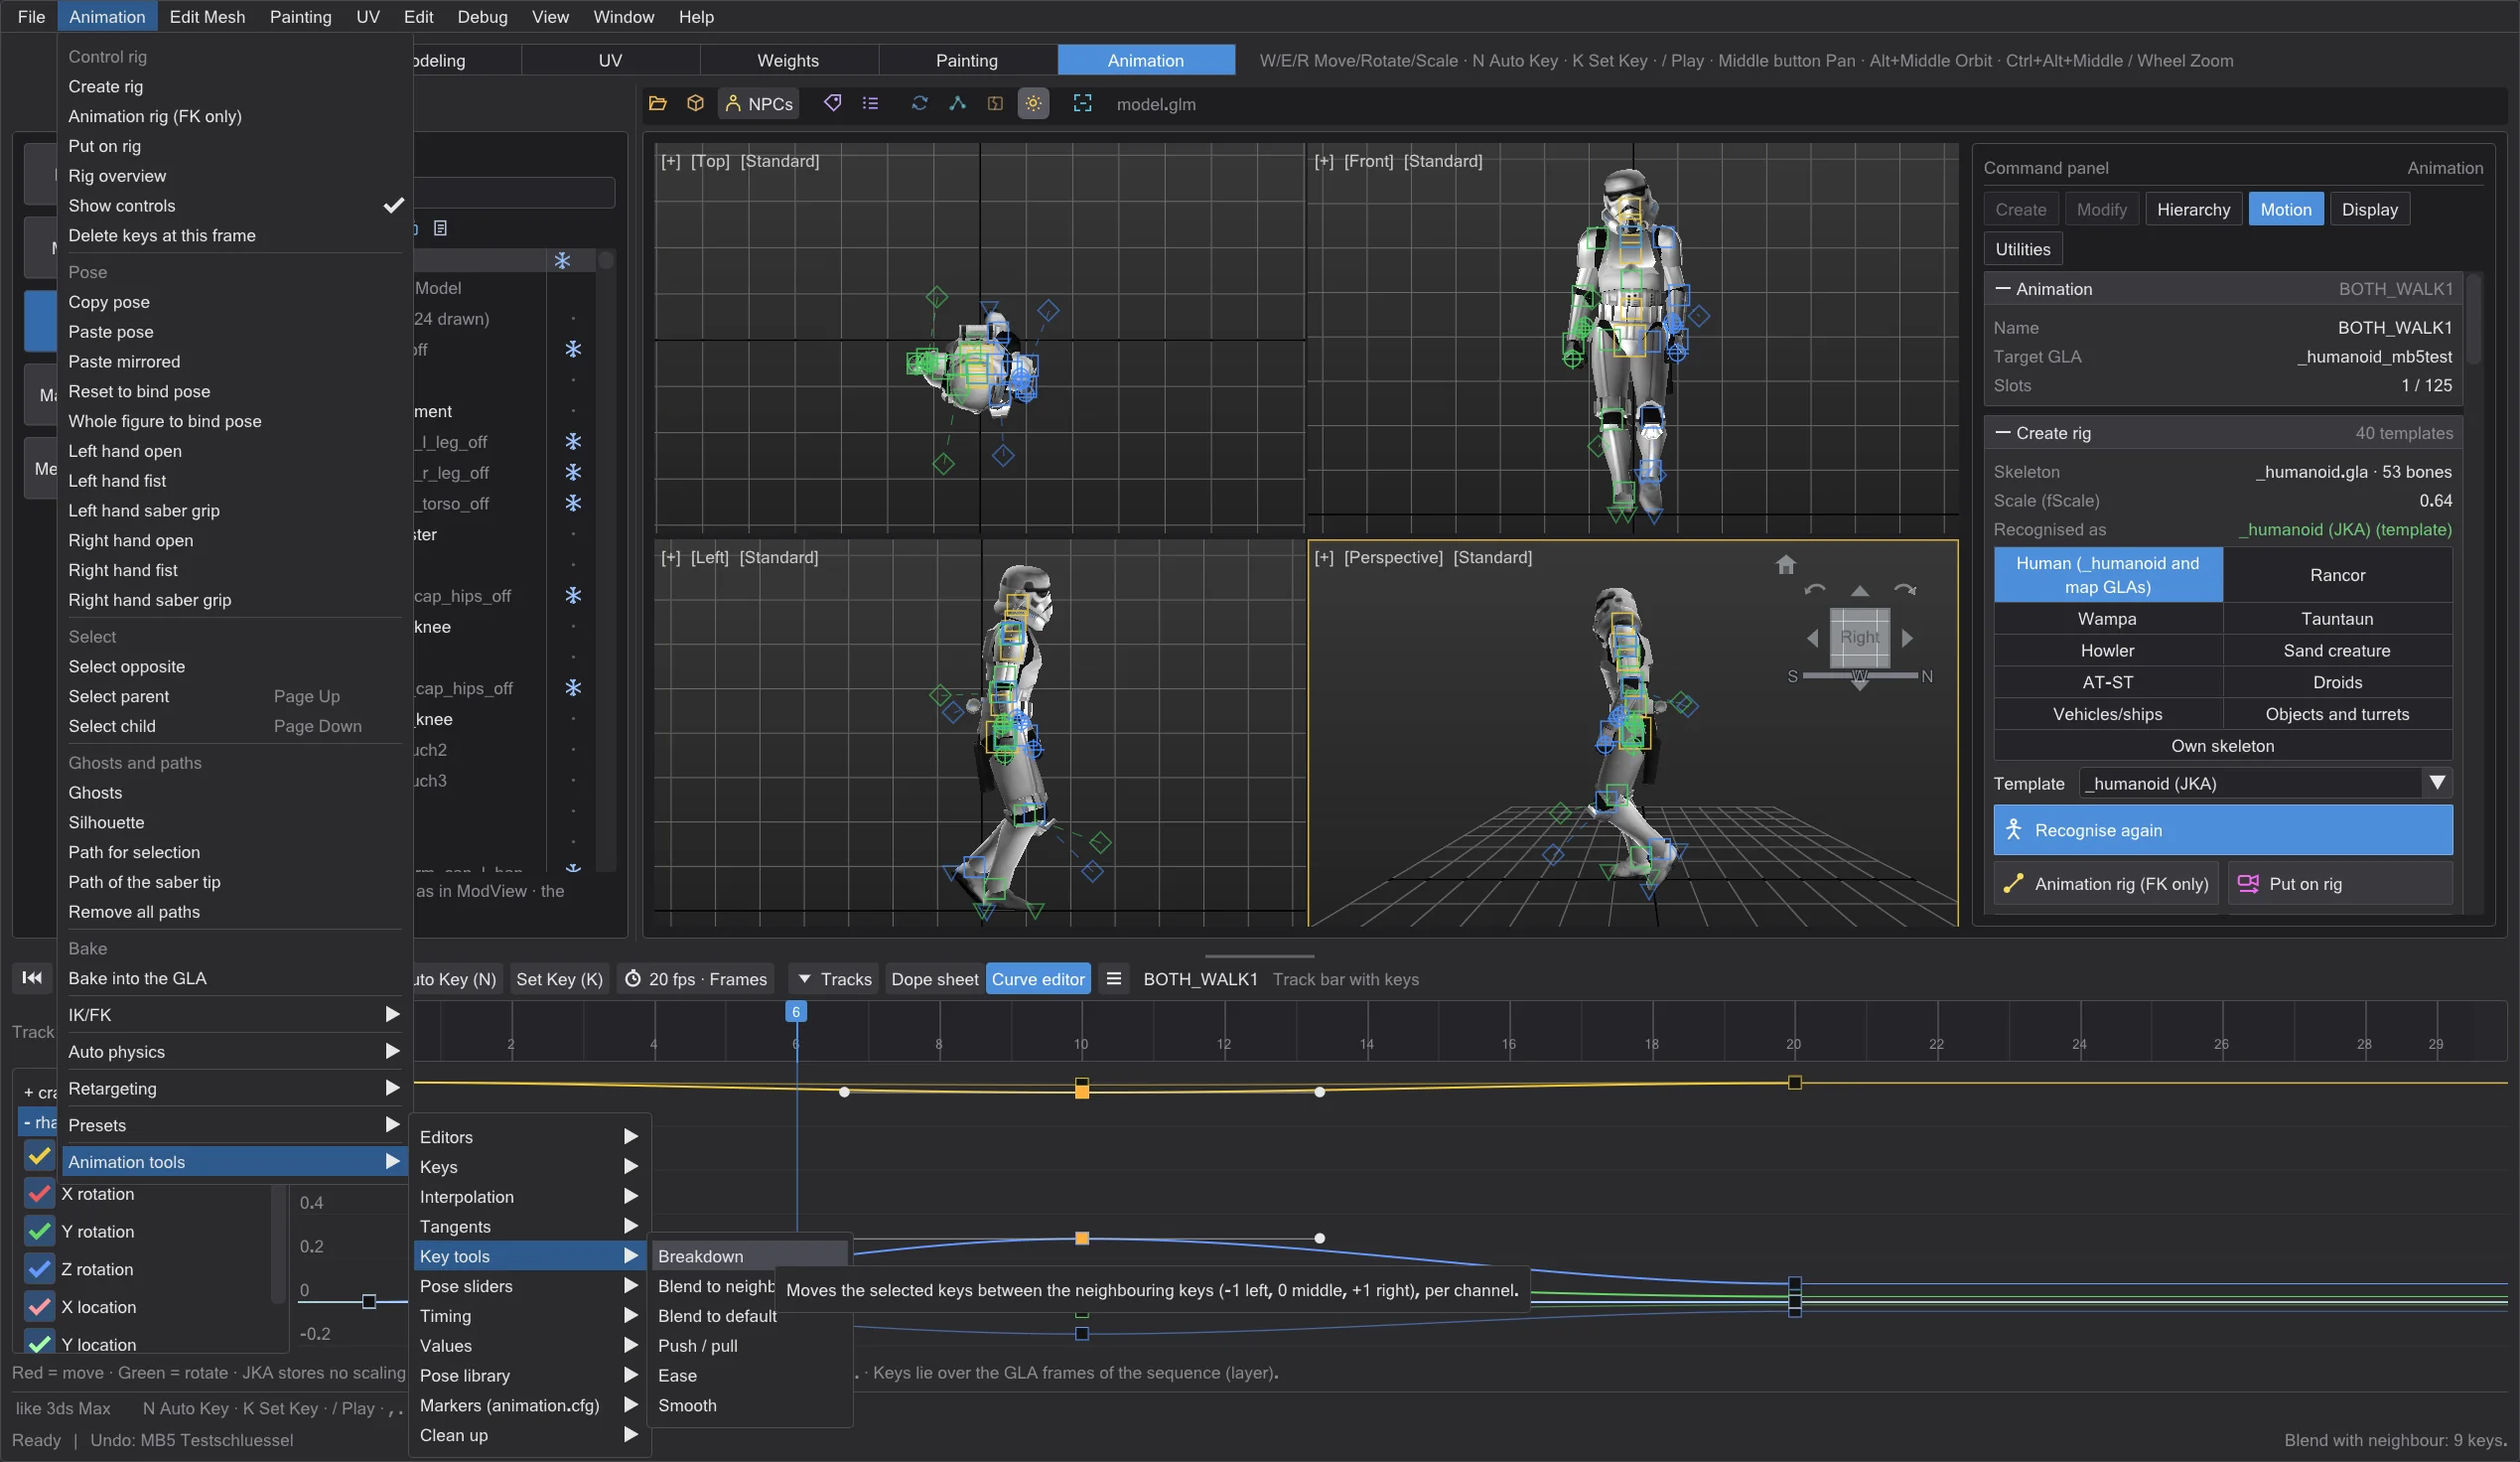 File Animation Edit Mesh Painting UV Edit Debug View Window Help
Control rig
Create rig
Animation rig (FK only)
Put on rig
Rig overview
Show controls
Delete keys at this frame
Pose
Copy pose
Paste pose
Paste mirrored
Reset to bind pose
Whole figure to bind pose
Left hand open
Left hand fist
Left hand saber grip
Right hand open
Right hand fist
Right hand saber grip
Select
Select opposite
Select parent Page Up
Select child Page Down
Ghosts and paths
Ghosts
Silhouette
Path for selection
Path of the saber tip
Remove all paths
Bake
Bake into the GLA
IK/FK
Auto physics
Retargeting
Presets
Animation tools
odeling UV Weights Painting Animation
W/E/R Move/Rotate/Scale · N Auto Key · K Set Key · / Play · Middle button Pan · Alt+Middle Orbit · Ctrl+Alt+Middle / Wheel Zoom
NPCs model.glm
Ma
Me
Model
24 drawn)
off
ment
_l_leg_off
_r_leg_off
_torso_off
ster
cap_hips_off
knee
_cap_hips_off
_knee
uch2
uch3
as in ModView · the
[+] [Top] [Standard]
[+] [Front] [Standard]
[+] [Left] [Standard]
[+] [Perspective] [Standard]
Right
S W N
Command panel Animation
Create Modify Hierarchy Motion Display
Utilities
Animation BOTH_WALK1
Name BOTH_WALK1
Target GLA _humanoid_mb5test
Slots 1 / 125
Create rig 40 templates
Skeleton _humanoid.gla · 53 bones
Scale (fScale) 0.64
Recognised as _humanoid (JKA) (template)
Human (_humanoid and
map GLAs)
Rancor
Wampa Tauntaun
Howler Sand creature
AT-ST Droids
Vehicles/ships Objects and turrets
Own skeleton
Template _humanoid (JKA)
Recognise again
Animation rig (FK only) Put on rig
uto Key (N) Set Key (K) 20 fps · Frames Tracks Dope sheet Curve editor BOTH_WALK1 Track bar with keys
6
Track
2 4 6 8 10 12 14 16 18 20 22 24 26 28 29
+ cra
- rha
X rotation
Y rotation
Z rotation
X location
Y location
0.4
0.2
0
-0.2
Editors
Keys
Interpolation
Tangents
Key tools
Pose sliders
Timing
Values
Pose library
Markers (animation.cfg)
Clean up
Breakdown
Blend to neighb
Blend to default
Push / pull
Ease
Smooth
Moves the selected keys between the neighbouring keys (-1 left, 0 middle, +1 right), per channel.
Red = move · Green = rotate · JKA stores no scaling
. · Keys lie over the GLA frames of the sequence (layer).
like 3ds Max N Auto Key · K Set Key · / Play · , .
Ready | Undo: MB5 Testschluessel
Blend with neighbour: 9 keys.